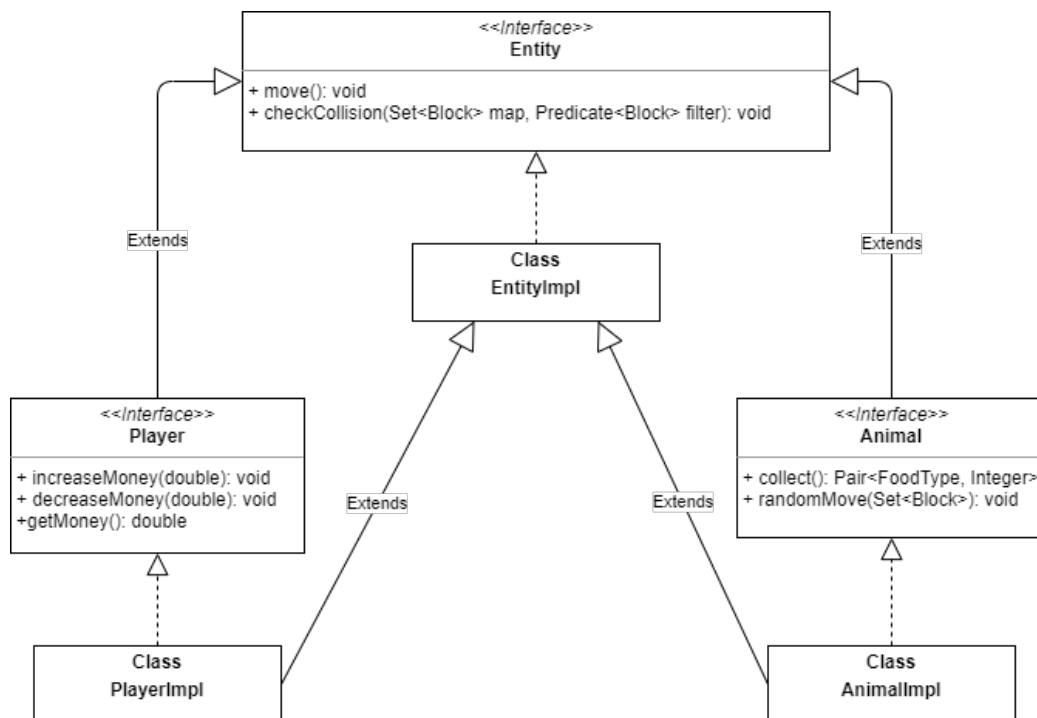 <<Interface>>
Entity
+ move(): void
+ checkCollision(Set<Block> map, Predicate<Block> filter): void
Extends
Extends
Class
EntityImpl
<<Interface>>
Player
+ increaseMoney(double): void
+ decreaseMoney(double): void
+getMoney(): double
<<Interface>>
Animal
+ collect(): Pair<FoodType, Integer>
+ randomMove(Set<Block>): void
Extends
Extends
Class
PlayerImpl
Class
AnimalImpl